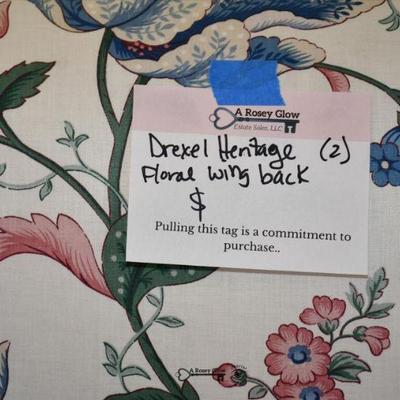 A Rosey Glow
Estate Sales, LLC
Drexel Heritage (2)
Floral wing back
$
Pulling this tag is a commitment to
purchase..
A Rosey Glow